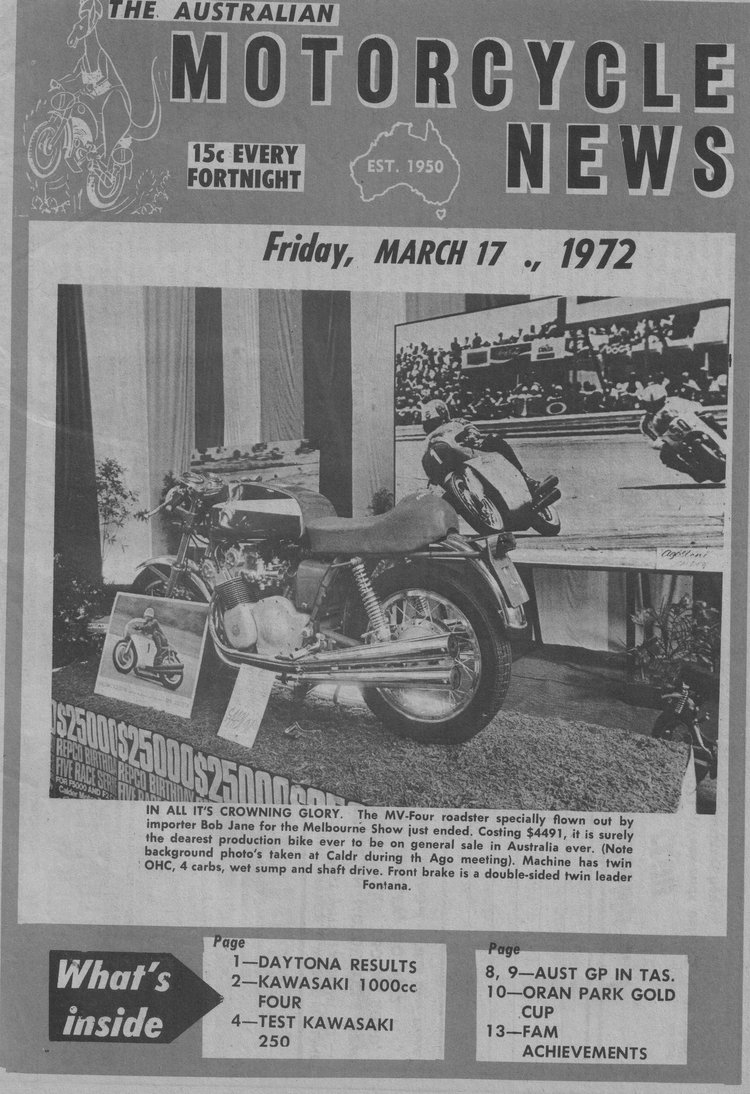 THE AUSTRALIAN
MOTORCYCLE
NEWS
15c EVERY
FORTNIGHT
EST. 1950
Friday, MARCH 17 ., 1972
Agostini
$25000 $25000 $25000
REPCO BIRTHDAY REPCO BIRTHDAY
FIVE RACE FIVE RACE
FOR F5000 AND
IN ALL IT'S CROWNING GLORY. The MV-Four roadster specially flown out by
importer Bob Jane for the Melbourne Show just ended. Costing $4491, it is surely
the dearest production bike ever to be on general sale in Australia ever. (Note
background photo's taken at Caldr during th Ago meeting). Machine has twin
OHC, 4 carbs, wet sump and shaft drive. Front brake is a double-sided twin leader
Fontana.
What's
inside
Page
1—DAYTONA RESULTS
2—KAWASAKI 1000cc
FOUR
4—TEST KAWASAKI
250
Page
8, 9—AUST GP IN TAS.
10—ORAN PARK GOLD
CUP
13—FAM
ACHIEVEMENTS